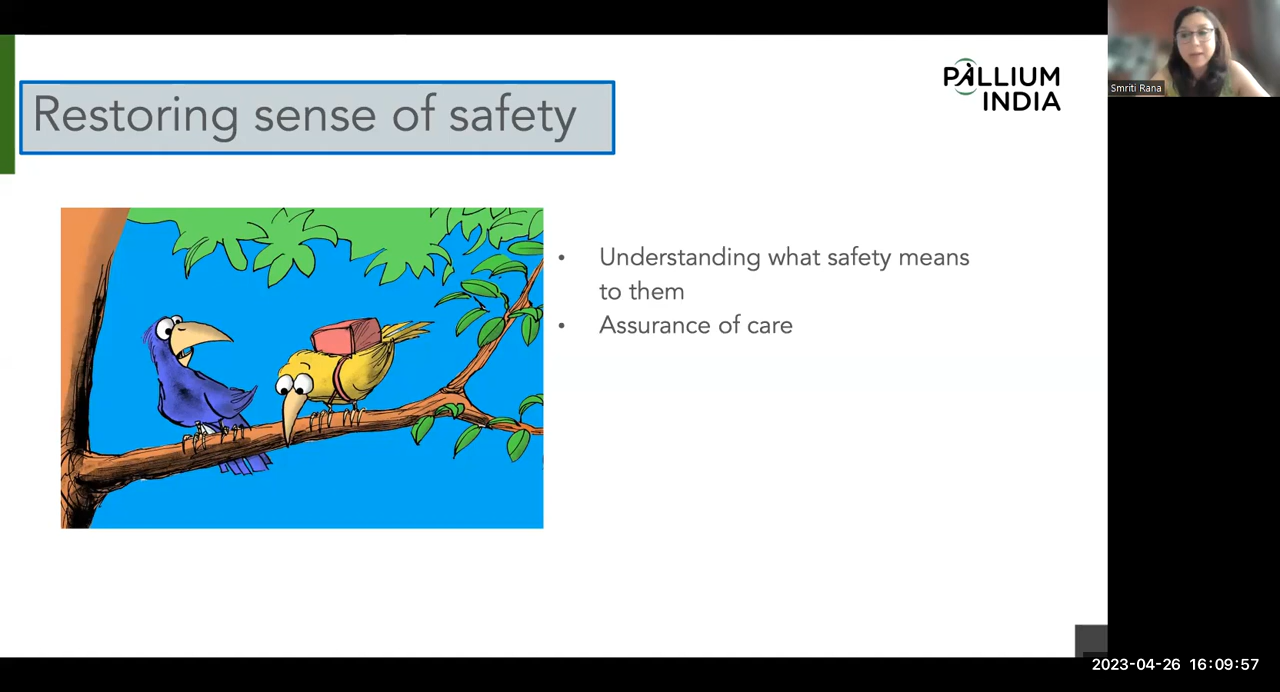 Restoring sense of safety
PALLIUM
INDIA
Smriti Rana
• Understanding what safety means
to them
• Assurance of care
2023-04-26 16:09:57